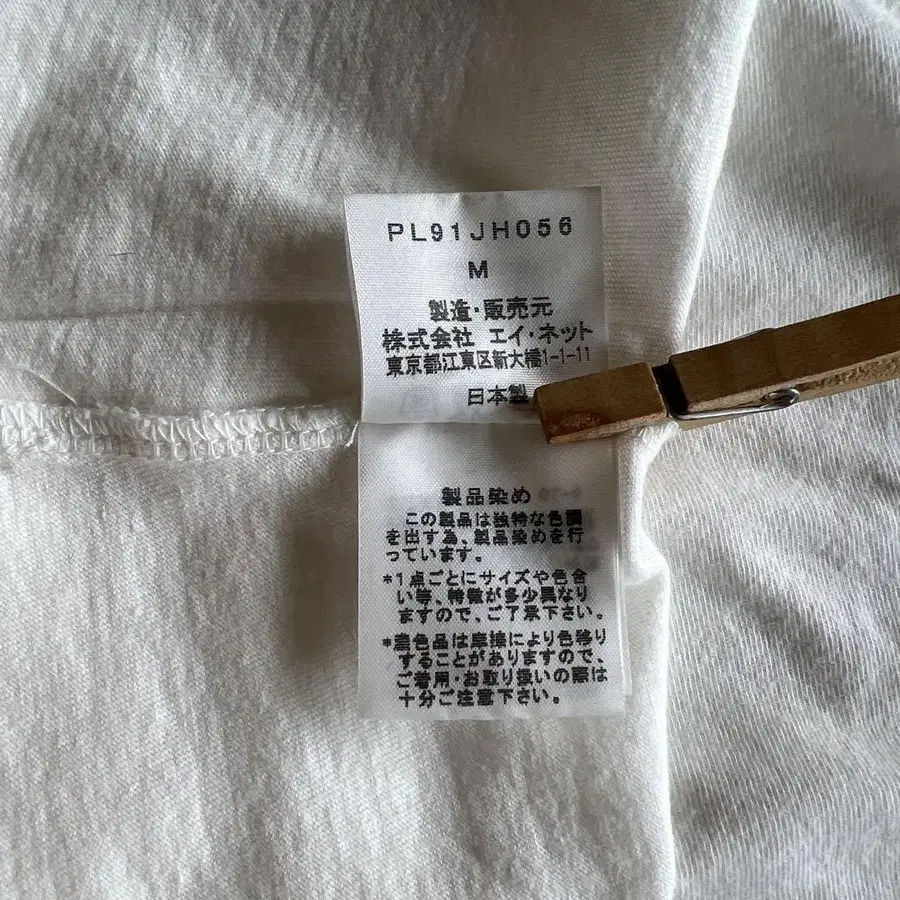 PL91JH056
M
製造・販売元
株式会社 エイ・ネット
東京都江東区新大橋1-1-11
日本製
製品染め
この製品は独特な色調
を出す為、製品染めを行
っています。
*1点ごとにサイズや色合
い等、特徴が多少異なり
ますので、ご了承下さい。
*濃色品は摩擦により色移り
することがありますので、
ご着用・お取り扱いの際は
十分ご注意下さい。